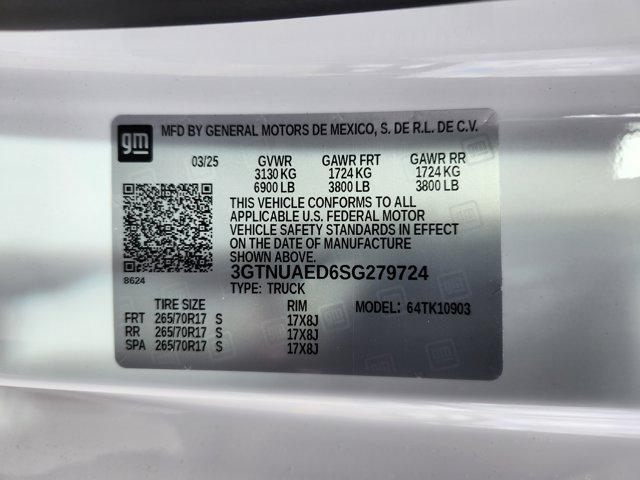 gm MFD BY GENERAL MOTORS DE MEXICO, S. DE R.L. DE C.V.
03/25 GVWR GAWR FRT GAWR RR
3130 KG 1724 KG 1724 KG
6900 LB 3800 LB 3800 LB
THIS VEHICLE CONFORMS TO ALL
APPLICABLE U.S. FEDERAL MOTOR
VEHICLE SAFETY STANDARDS IN EFFECT
ON THE DATE OF MANUFACTURE
SHOWN ABOVE.
3GTNUAED6SG279724
8624
TYPE: TRUCK
TIRE SIZE RIM MODEL: 64TK10903
FRT 265/70R17 S 17X8J
RR 265/70R17 S 17X8J
SPA 265/70R17 S 17X8J